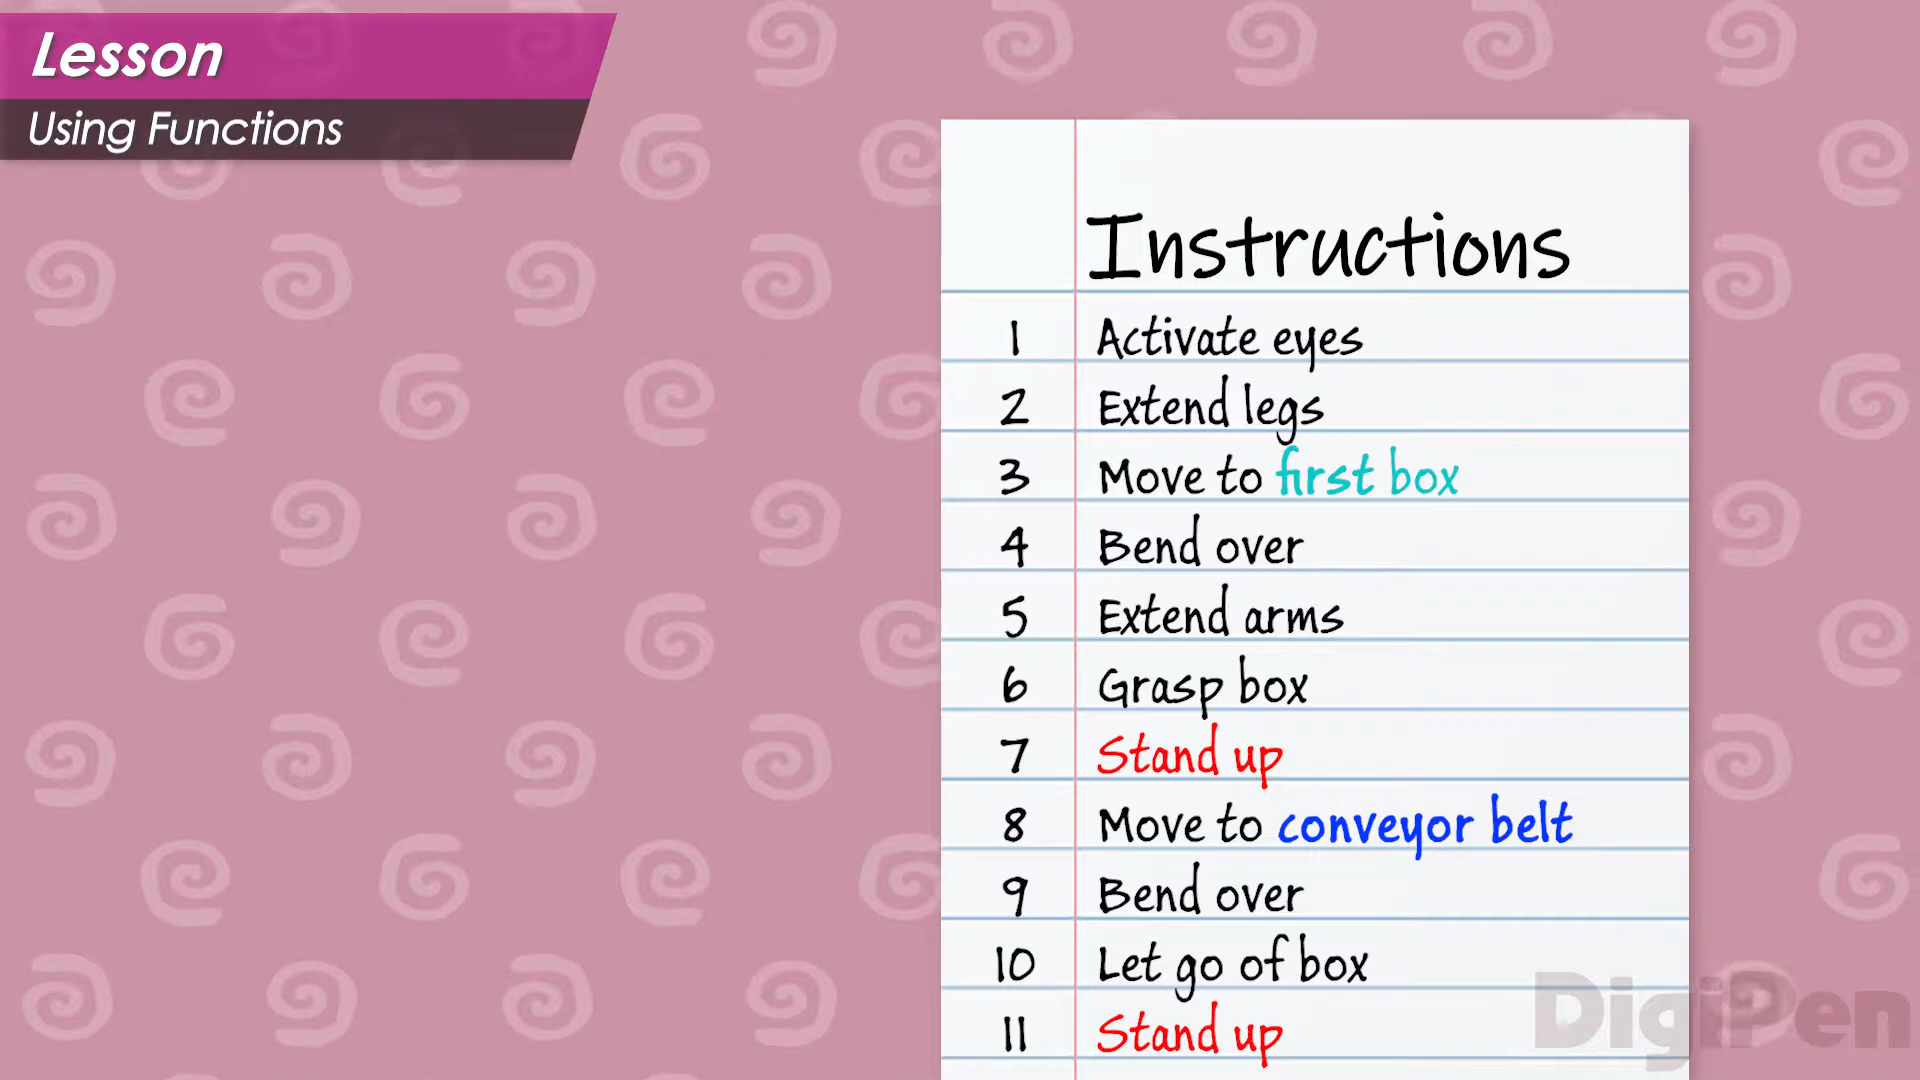 Lesson
Using Functions
Instructions
1 Activate eyes
2 Extend legs
3 Move to first box
4 Bend over
5 Extend arms
6 Grasp box
7 Stand up
8 Move to conveyor belt
9 Bend over
10 Let go of box
11 Stand up
DigiPen